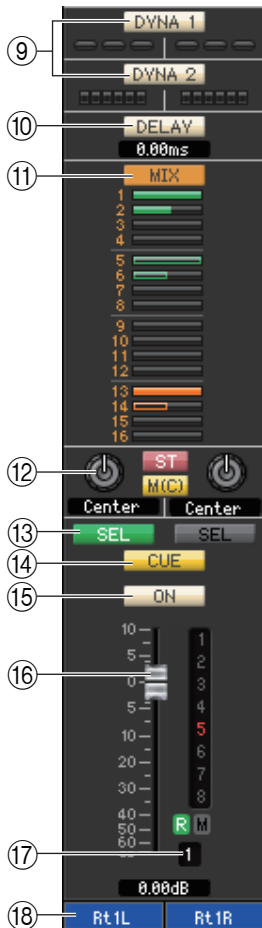 DYNA 1
⑨
DYNA 2
⑩ DELAY
0.00ms
⑪ MIX
1
2
3
4
5
6
7
8
9
10
11
12
13
14
15
16
⑫ ST
M(C)
Center Center
⑬ SEL SEL
⑭ CUE
⑮ ON
10
5
0
5
10
20
30
40
50
60
1
2
3
4
5
6
7
8
⑯
R M
⑰ 1
0.00dB
⑱ Rt1L Rt1R